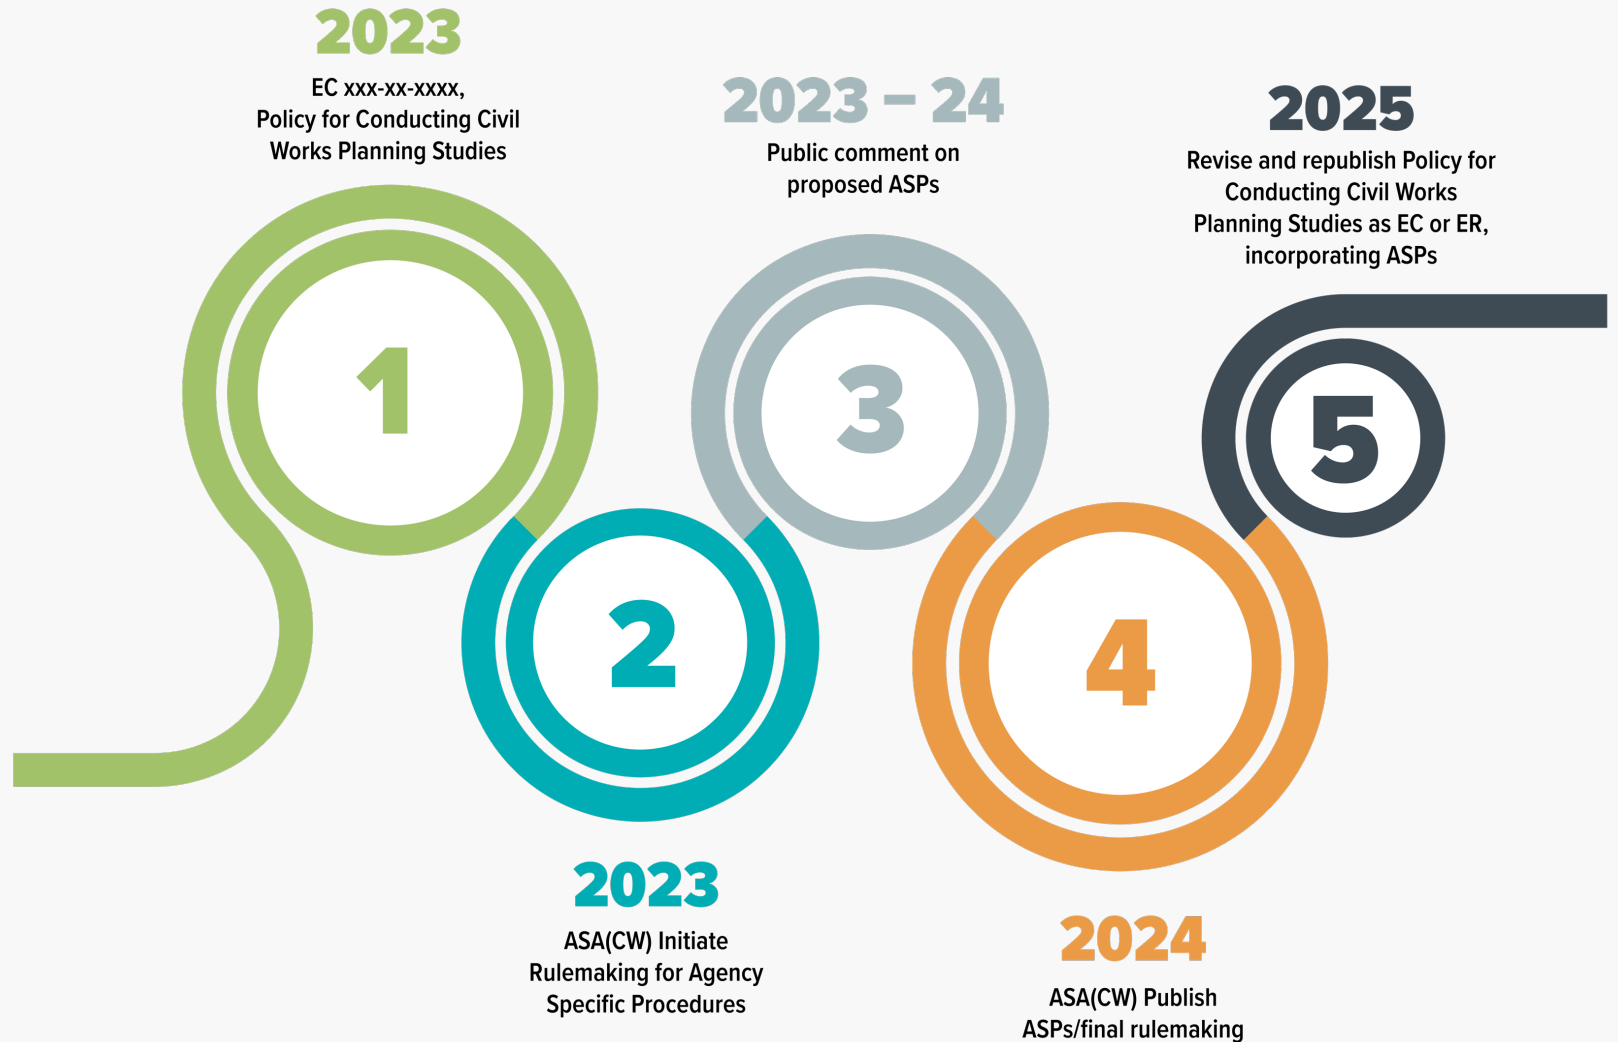 2023
EC xxx-xx-xxxx,
Policy for Conducting Civil
Works Planning Studies
1
2023
ASA(CW) Initiate
Rulemaking for Agency
Specific Procedures
2
2023 – 24
Public comment on
proposed ASPs
3
2024
ASA(CW) Publish
ASPs/final rulemaking
4
2025
Revise and republish Policy for
Conducting Civil Works
Planning Studies as EC or ER,
incorporating ASPs
5